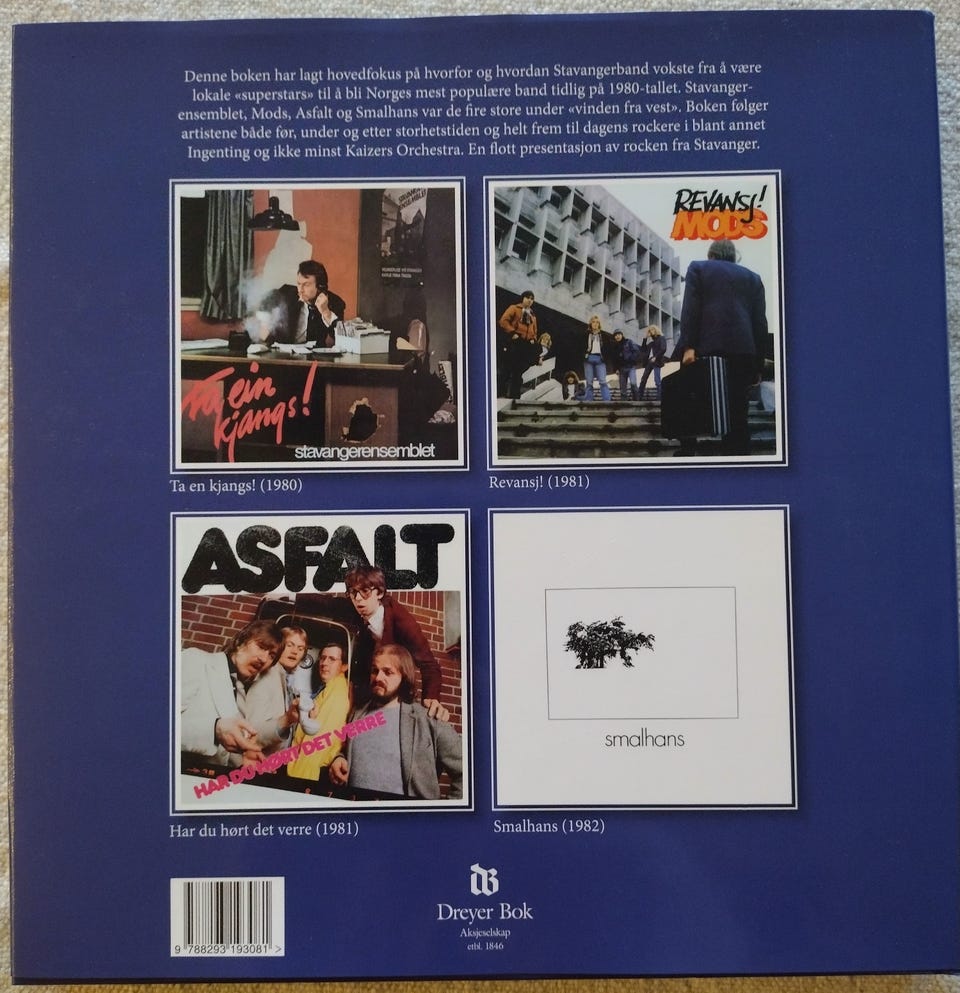 Denne boken har lagt hovedfokus på hvorfor og hvordan Stavangerband vokste fra å være
lokale «superstars» til å bli Norges mest populære band tidlig på 1980-tallet. Stavanger-
ensemblet, Mods, Asfalt og Smalhans var de fire store under «vinden fra vest». Boken følger
artistene både før, under og etter storhetstiden og helt frem til dagens rockere i blant annet
Ingenting og ikke minst Kaizers Orchestra. En flott presentasjon av rocken fra Stavanger.
Ta ein
kjangs!
stavangerensemblet
Ta en kjangs! (1980)
REVANSJ!
MODS
Revansj! (1981)
ASFALT
HAR DU HØRT DET VERRE
Har du hørt det verre (1981)
smalhans
Smalhans (1982)
9 788293 193081 >
dB
Dreyer Bok
Aksjeselskap
etbl. 1846